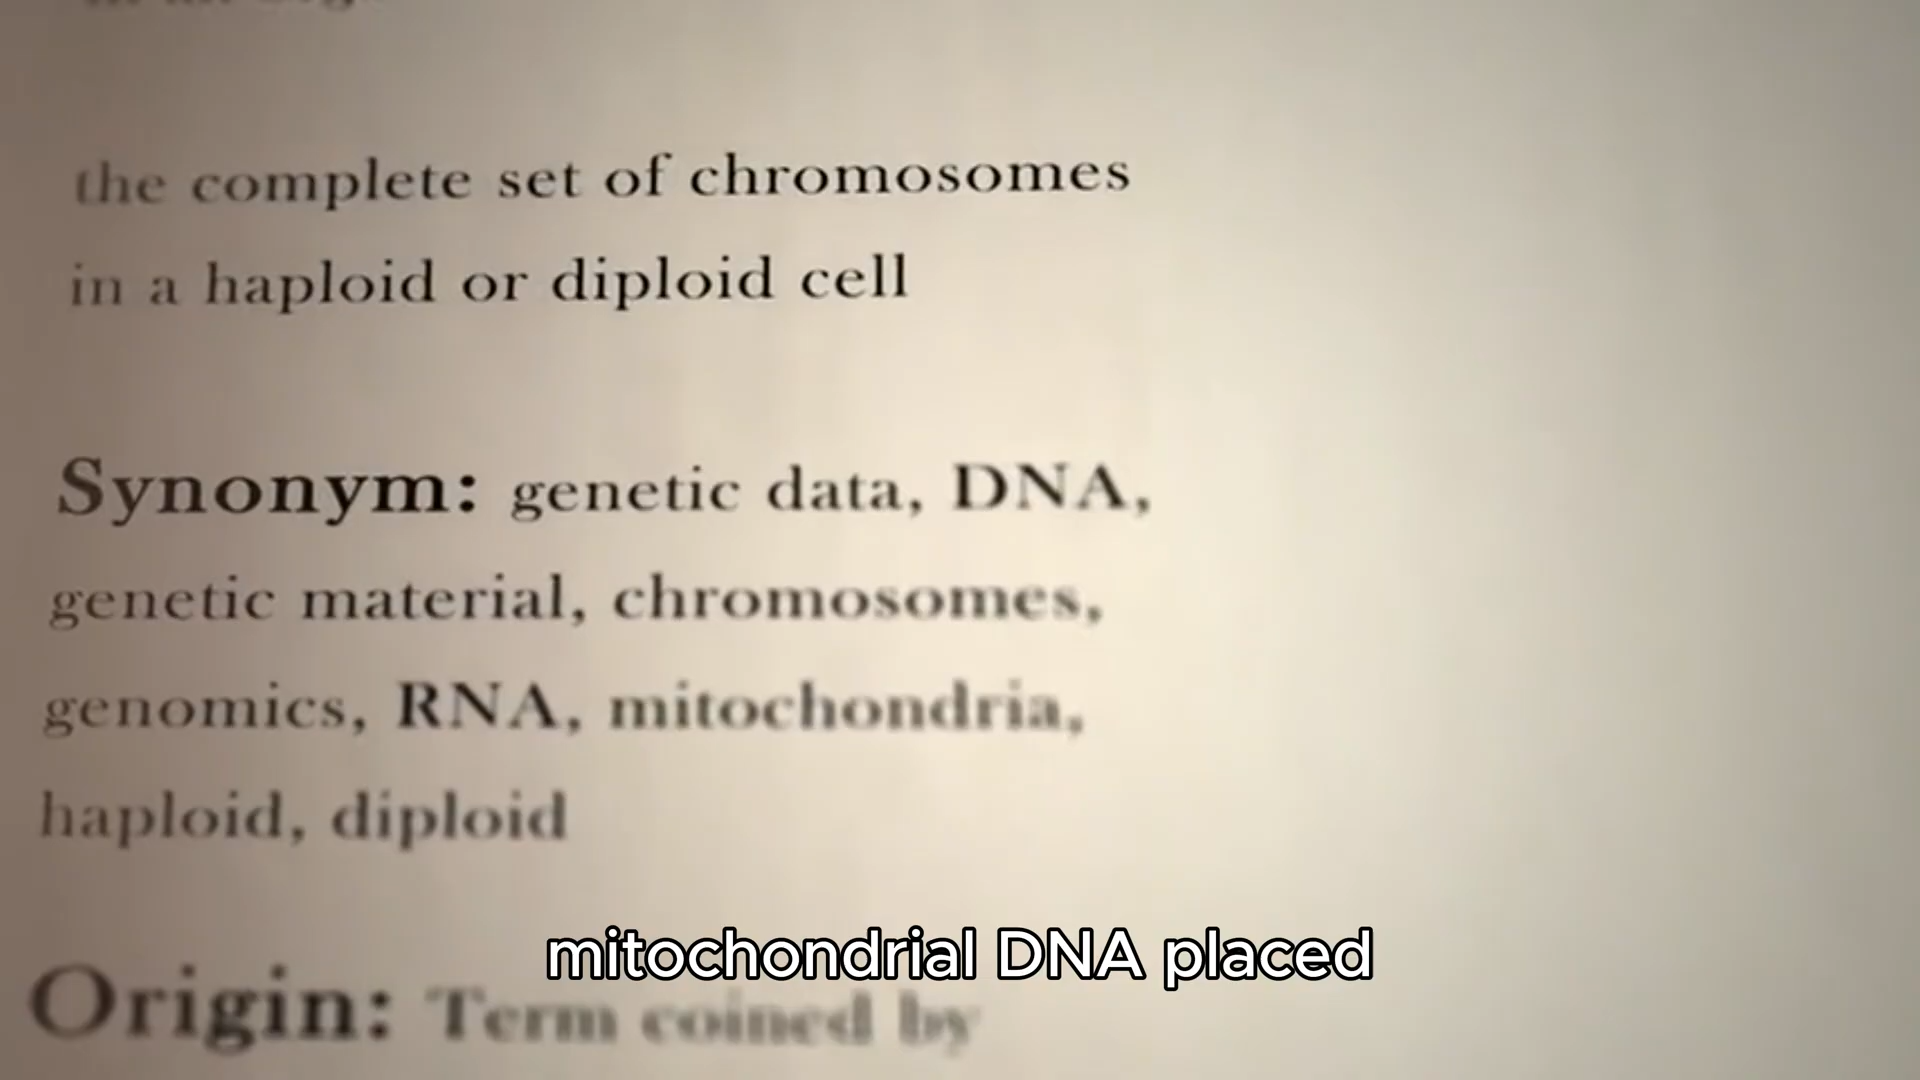 the complete set of chromosomes
in a haploid or diploid cell
Synonym: genetic data, DNA,
genetic material, chromosomes,
genomics, RNA, mitochondria,
haploid, diploid
Origin: Term coined by
mitochondrial DNA placed